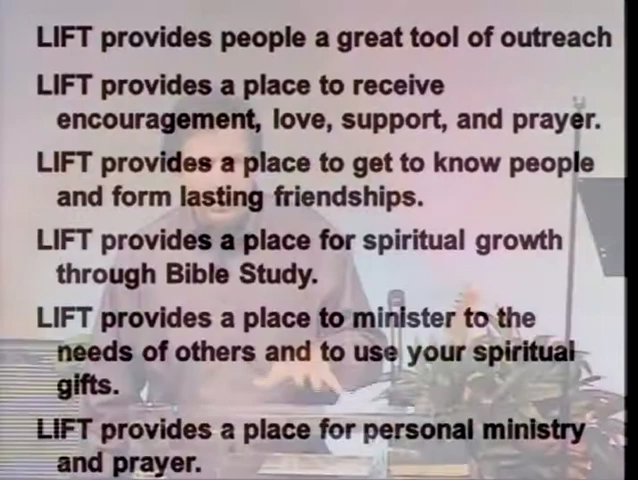 LIFT provides people a great tool of outreach
LIFT provides a place to receive
encouragement, love, support, and prayer.
LIFT provides a place to get to know people
and form lasting friendships.
LIFT provides a place for spiritual growth
through Bible Study.
LIFT provides a place to minister to the
needs of others and to use your spiritual
gifts.
LIFT provides a place for personal ministry
and prayer.